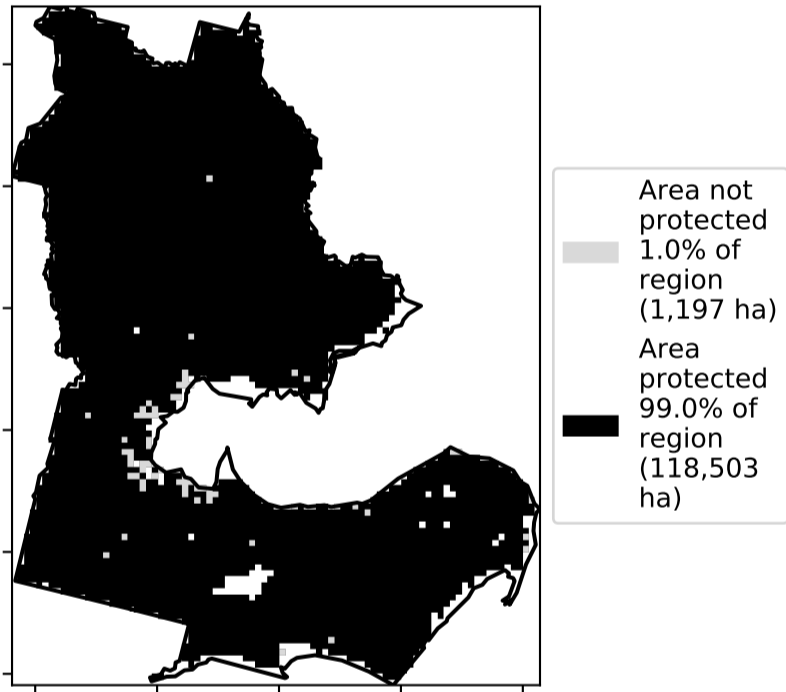 Area not
protected
1.0% of
region
(1,197 ha)
Area
protected
99.0% of
region
(118,503
ha)